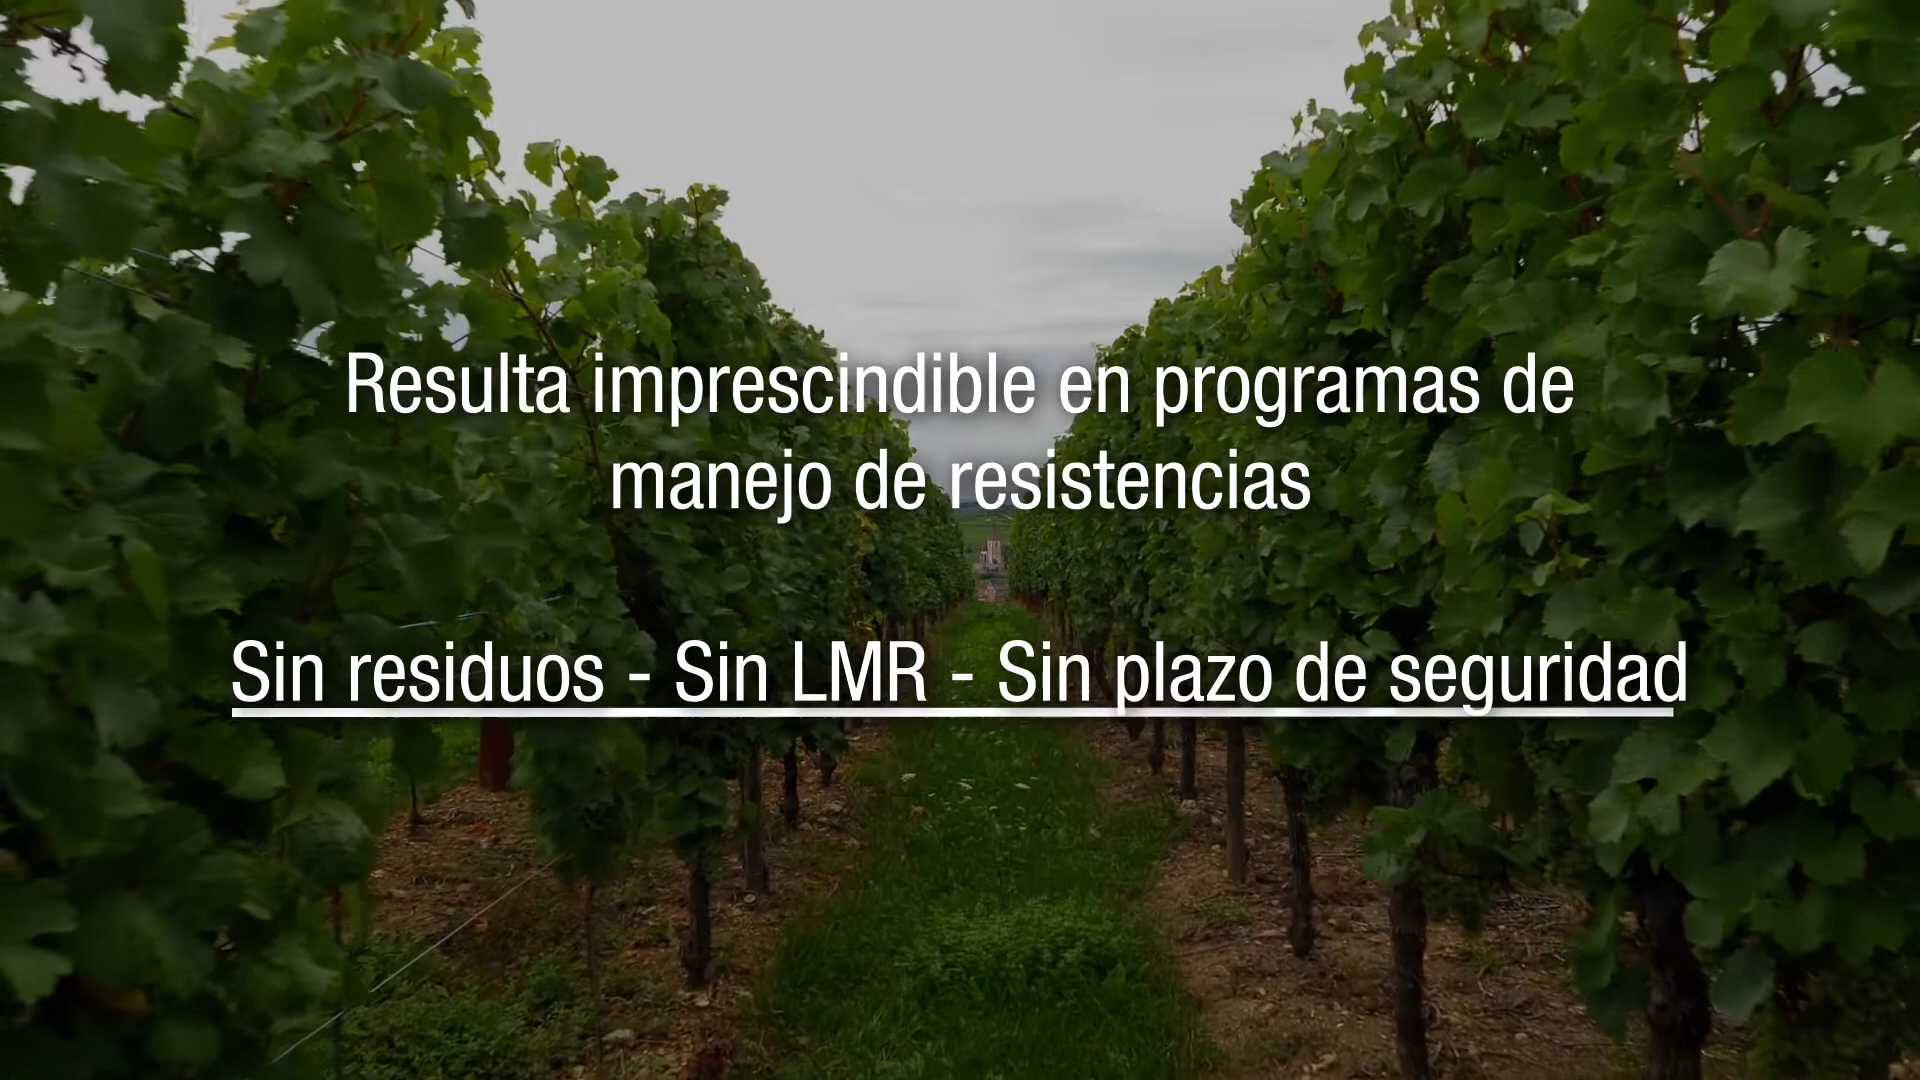 Resulta imprescindible en programas de
manejo de resistencias
Sin residuos - Sin LMR - Sin plazo de seguridad